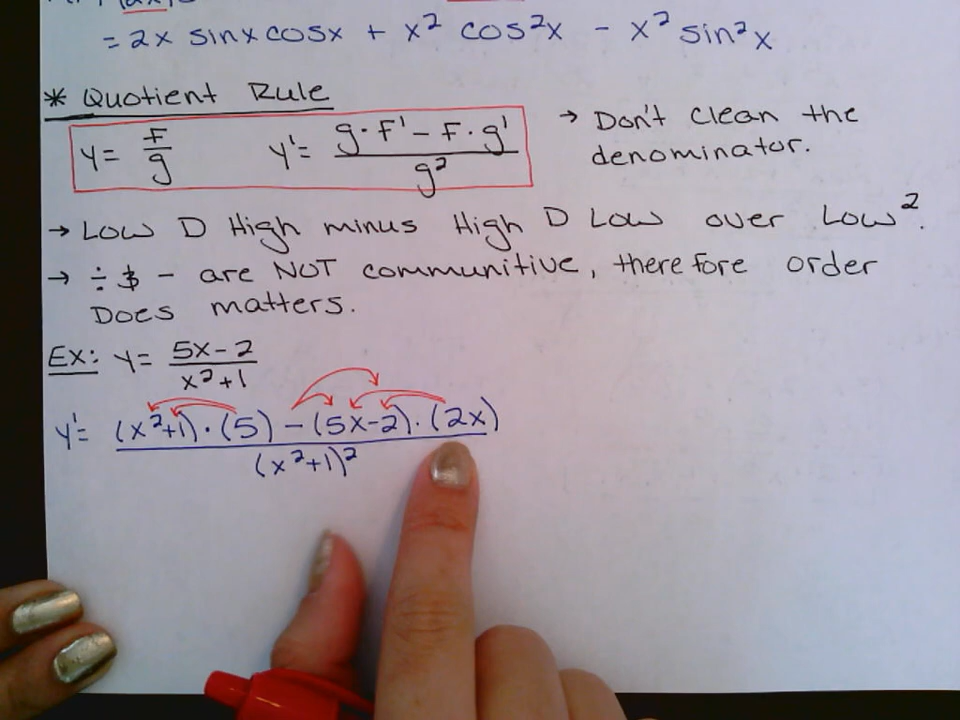 = 2x sinx cosx + x² cos²x - x² sin²x
* Quotient Rule
y = F/g y' = (g · F' - F · g')/g²
→ Don't clean the
denominator.
→ Low D High minus High D Low over Low².
→ ÷ & - are NOT communitive, therefore order
Does matters.
Ex: y = (5x-2)/(x²+1)
y' = ((x²+1)·(5) - (5x-2)·(2x))/(x²+1)²